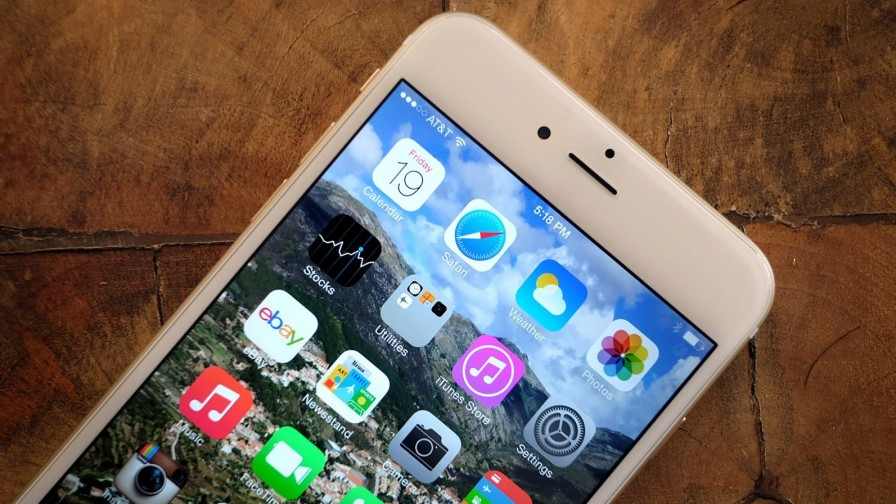 AT&T
5:18 PM
Friday
19
Calendar
Safari
Weather
Photos
Stocks
Utilities
iTunes Store
Settings
ebay
eBay
Newsstand
Camera
Music
FaceTime